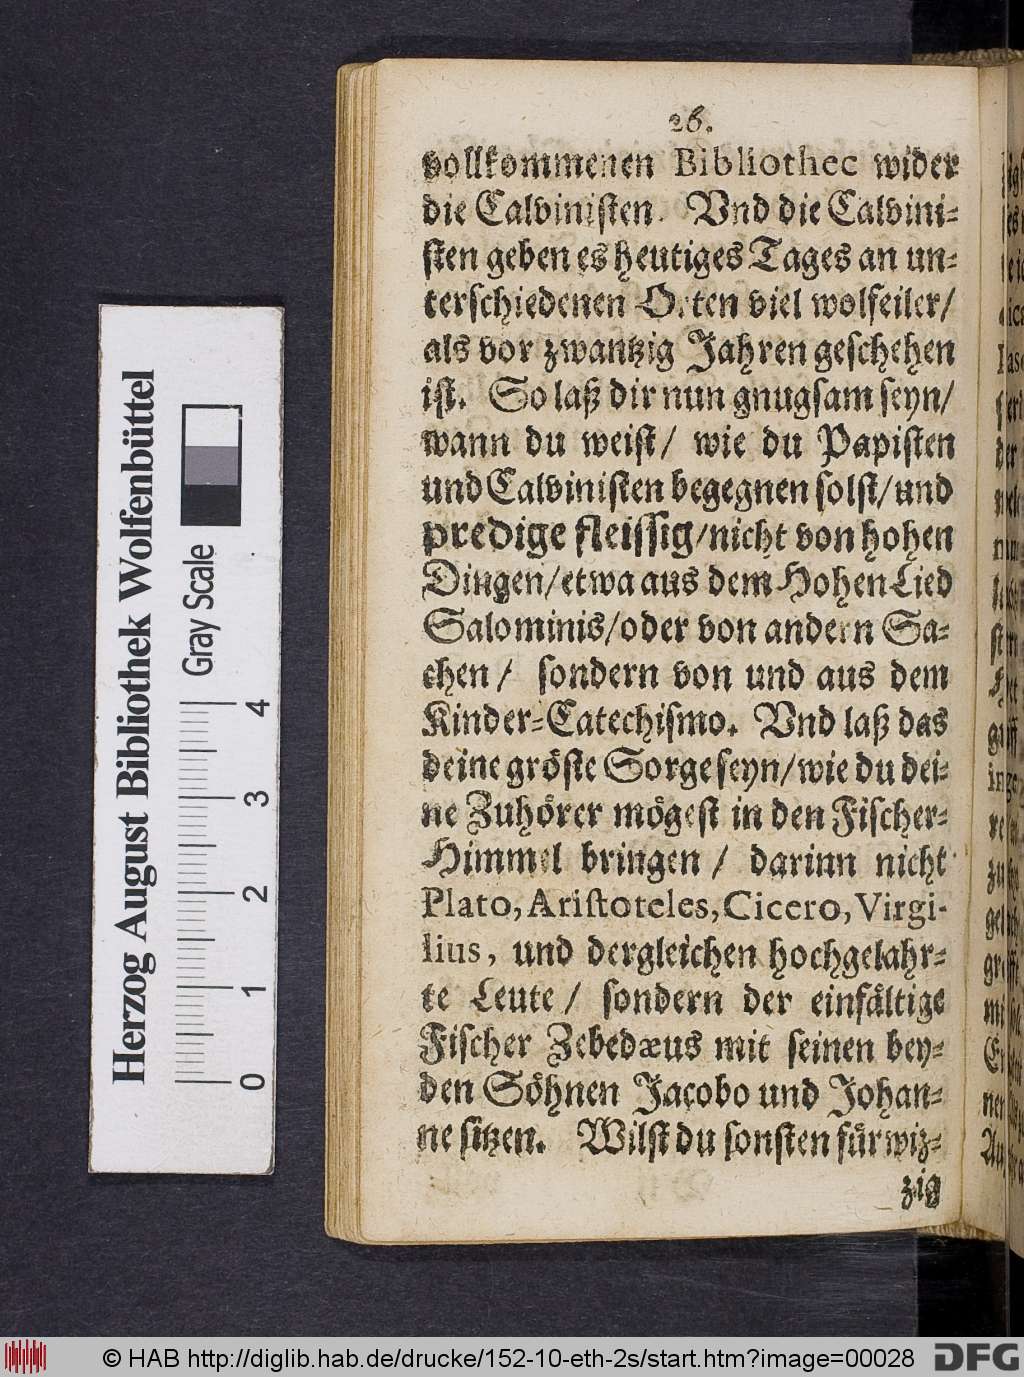 26.
vollkommenen Bibliothec wider
die Calvinisten. Vnd die Calvini-
sten geben es heutiges Tages an un-
terschiedenen Orten viel wolfeiler/
als vor zwantzig Jahren geschehen
ist. So laß dir nun gnugsam seyn/
wann du weist/ wie du Papisten
und Calvinisten begegnen solst/und
predige fleissig/nicht von hohen
Dingen/etwa aus dem Hohen Lied
Salominis/oder von andern Sa-
chen/ sondern von und aus dem
Kinder-Catechismo. Vnd laß das
deine gröste Sorge seyn/wie du dei-
ne Zuhörer mögest in den Fischer-
Himmel bringen/ darinn nicht
Plato, Aristoteles, Cicero, Virgi-
lius, und dergleichen hochgelahr-
te Leute/ sondern der einfältige
Fischer Zebedæus mit seinen bey-
den Söhnen Jacobo und Johan-
ne sitzen. Wilst du sonsten fürwiz-
zig
Herzog August Bibliothek Wolfenbüttel
Gray Scale
0 1 2 3 4
© HAB http://diglib.hab.de/drucke/152-10-eth-2s/start.htm?image=00028
DFG